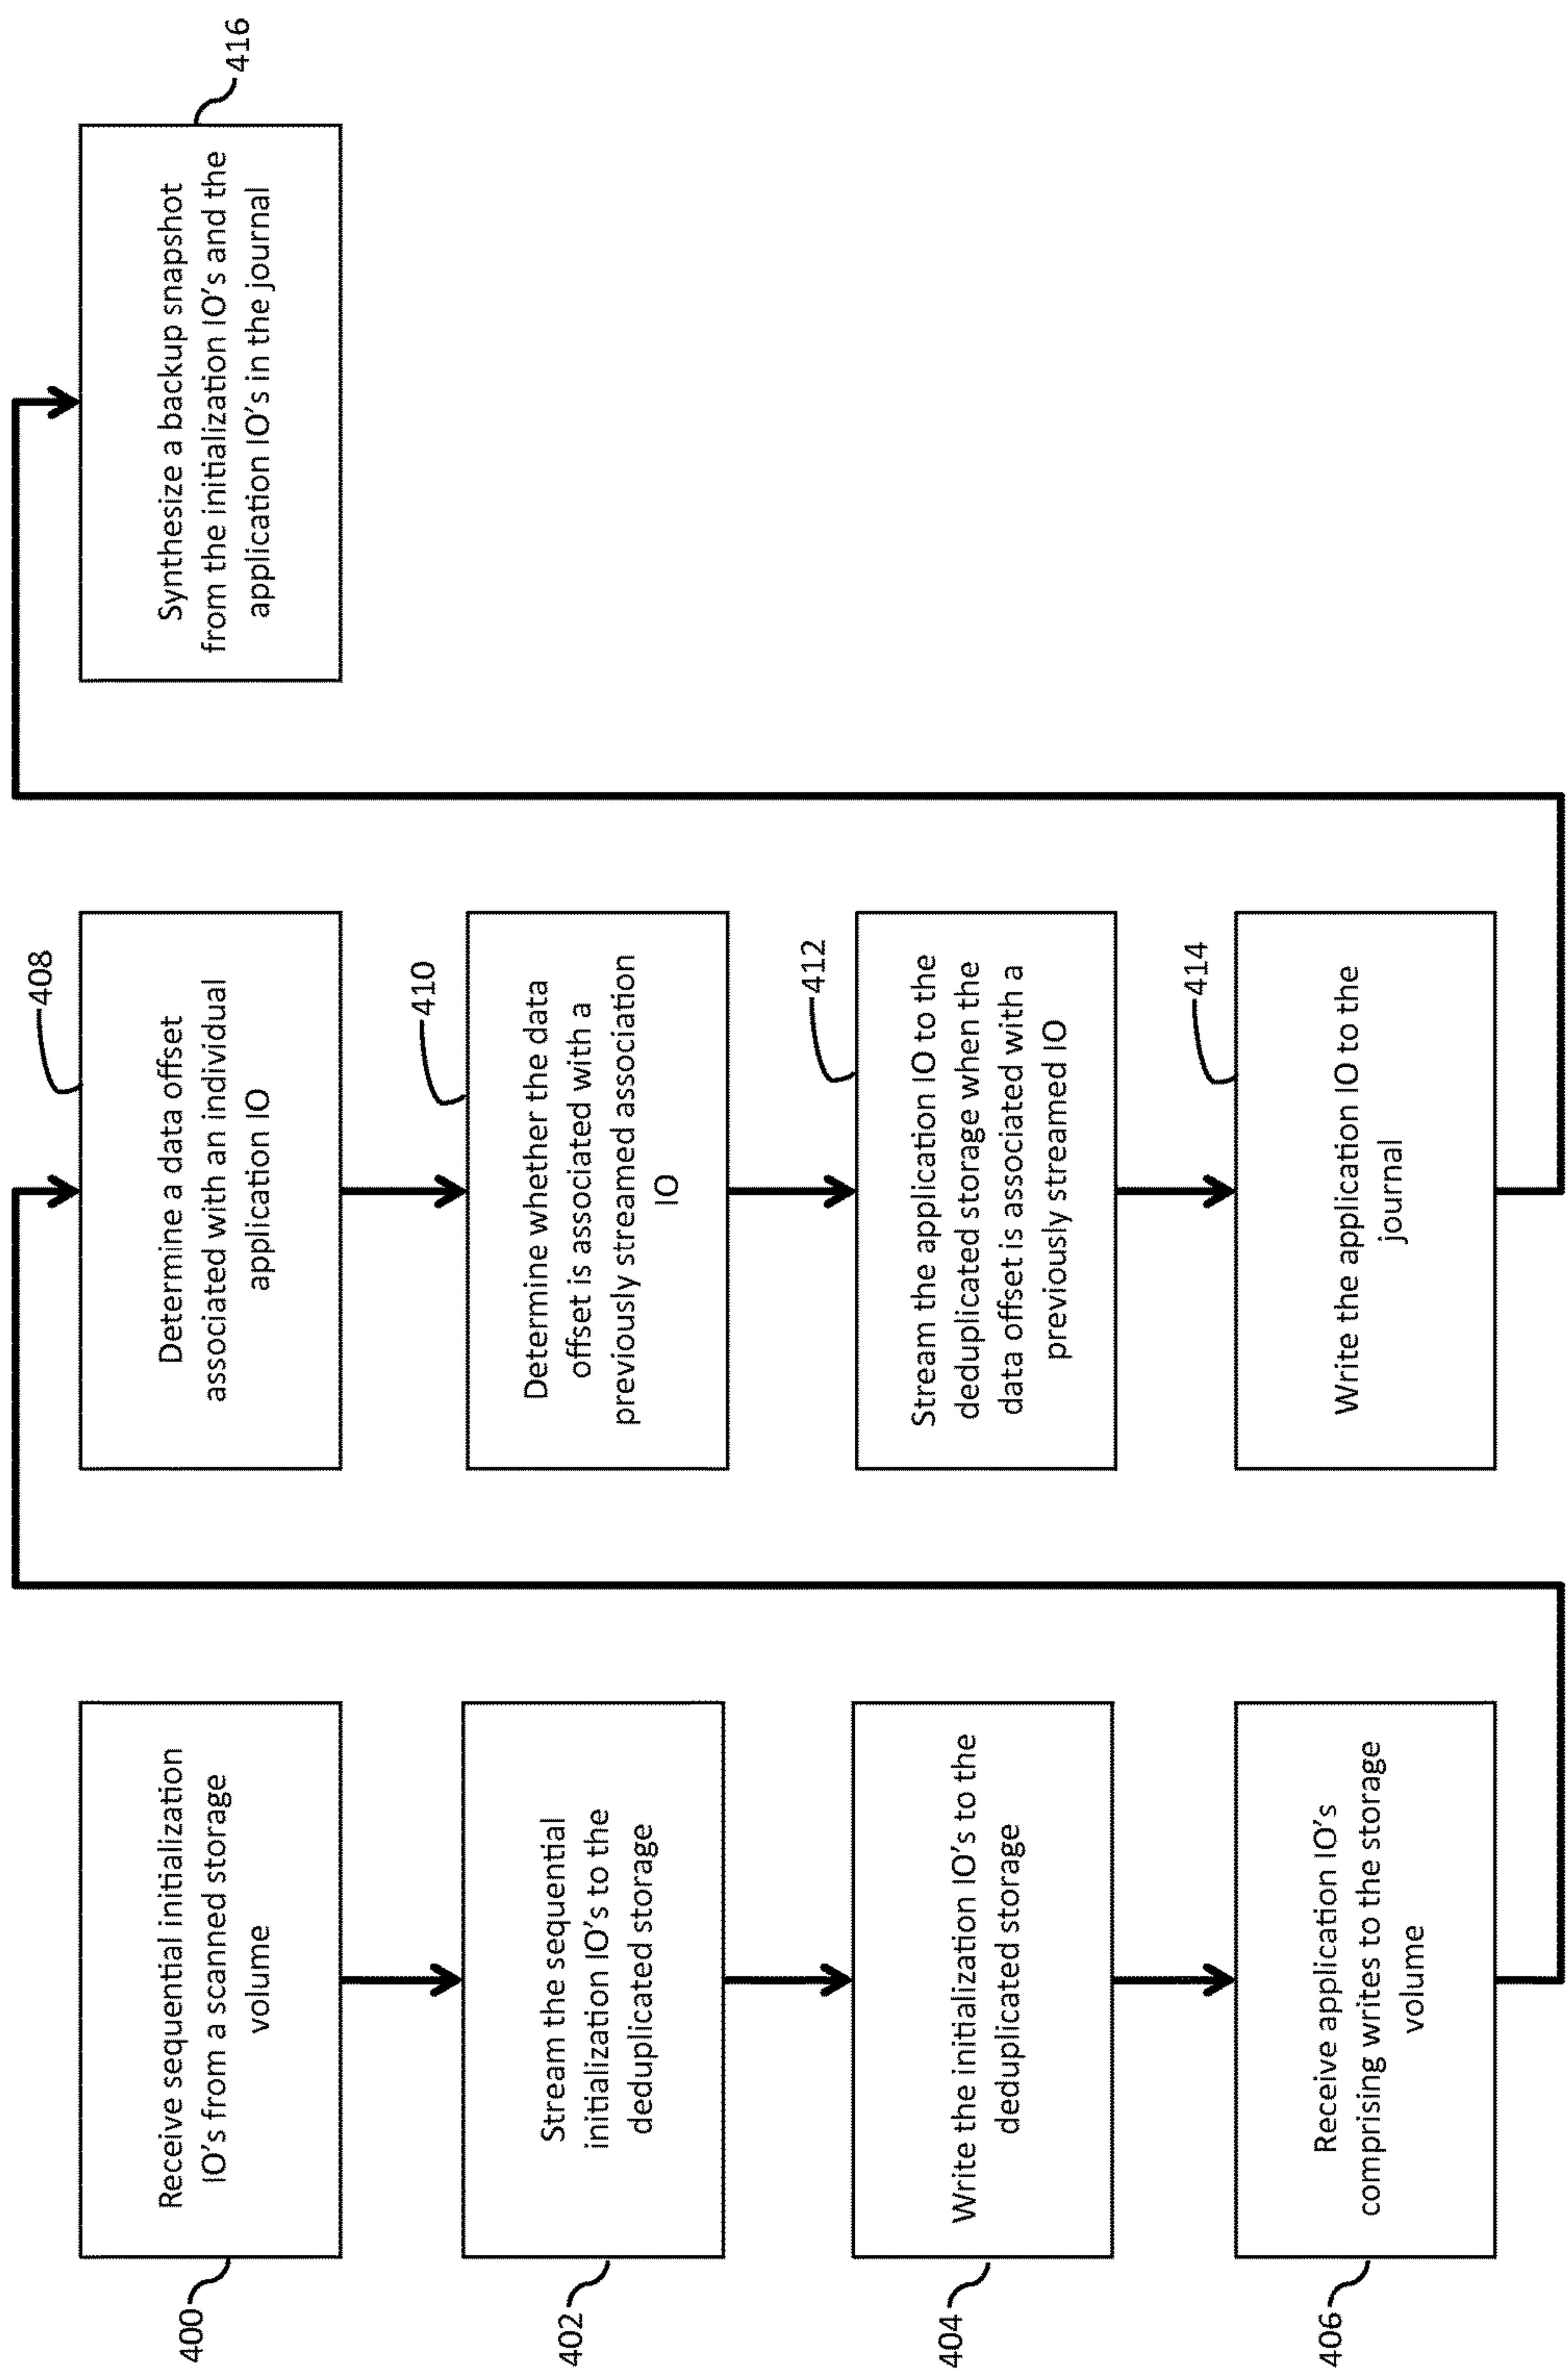 400
Receive sequential initialization
IO's from a scanned storage
volume
402
Stream the sequential
initialization IO's to the
deduplicated storage
404
Write the initialization IO's to the
deduplicated storage
406
Receive application IO's
comprising writes to the storage
volume
408
Determine a data offset
associated with an individual
application IO
410
Determine whether the data
offset is associated with a
previously streamed association
IO
412
Stream the application IO to the
deduplicated storage when the
data offset is associated with a
previously streamed IO
414
Write the application IO to the
journal
416
Synthesize a backup snapshot
from the initialization IO's and the
application IO's in the journal